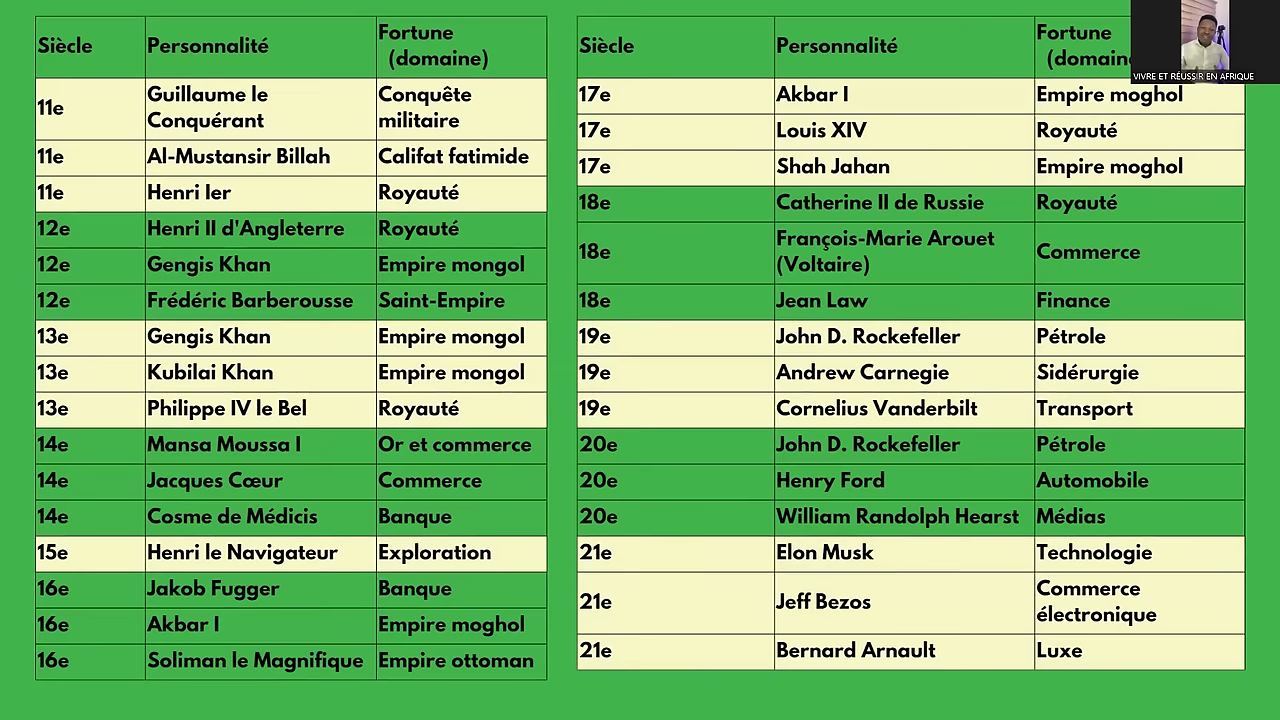 Siècle Personnalité Fortune
(domaine)
11e Guillaume le Conquérant Conquête militaire
11e Al-Mustansir Billah Califat fatimide
11e Henri Ier Royauté
12e Henri II d'Angleterre Royauté
12e Gengis Khan Empire mongol
12e Frédéric Barberousse Saint-Empire
13e Gengis Khan Empire mongol
13e Kubilai Khan Empire mongol
13e Philippe IV le Bel Royauté
14e Mansa Moussa I Or et commerce
14e Jacques Cœur Commerce
14e Cosme de Médicis Banque
15e Henri le Navigateur Exploration
16e Jakob Fugger Banque
16e Akbar I Empire moghol
16e Soliman le Magnifique Empire ottoman
Siècle Personnalité Fortune
(domain
17e Akbar I Empire moghol
17e Louis XIV Royauté
17e Shah Jahan Empire moghol
18e Catherine II de Russie Royauté
18e François-Marie Arouet (Voltaire) Commerce
18e Jean Law Finance
19e John D. Rockefeller Pétrole
19e Andrew Carnegie Sidérurgie
19e Cornelius Vanderbilt Transport
20e John D. Rockefeller Pétrole
20e Henry Ford Automobile
20e William Randolph Hearst Médias
21e Elon Musk Technologie
21e Jeff Bezos Commerce électronique
21e Bernard Arnault Luxe
VIVRE ET RÉUSSIR EN AFRIQUE